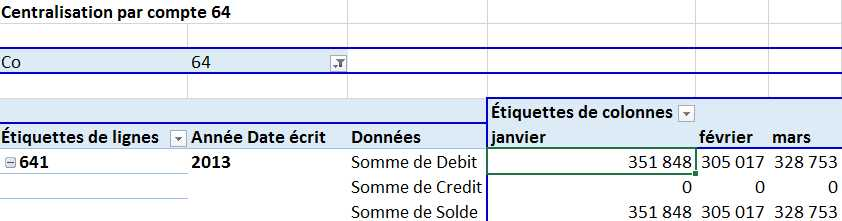 Centralisation par compte 64
Co 64
Étiquettes de colonnes
Étiquettes de lignes Année Date écrit Données janvier février mars
641 2013 Somme de Debit 351 848 305 017 328 753
Somme de Credit 0 0 0
Somme de Solde 351 848 305 017 328 753